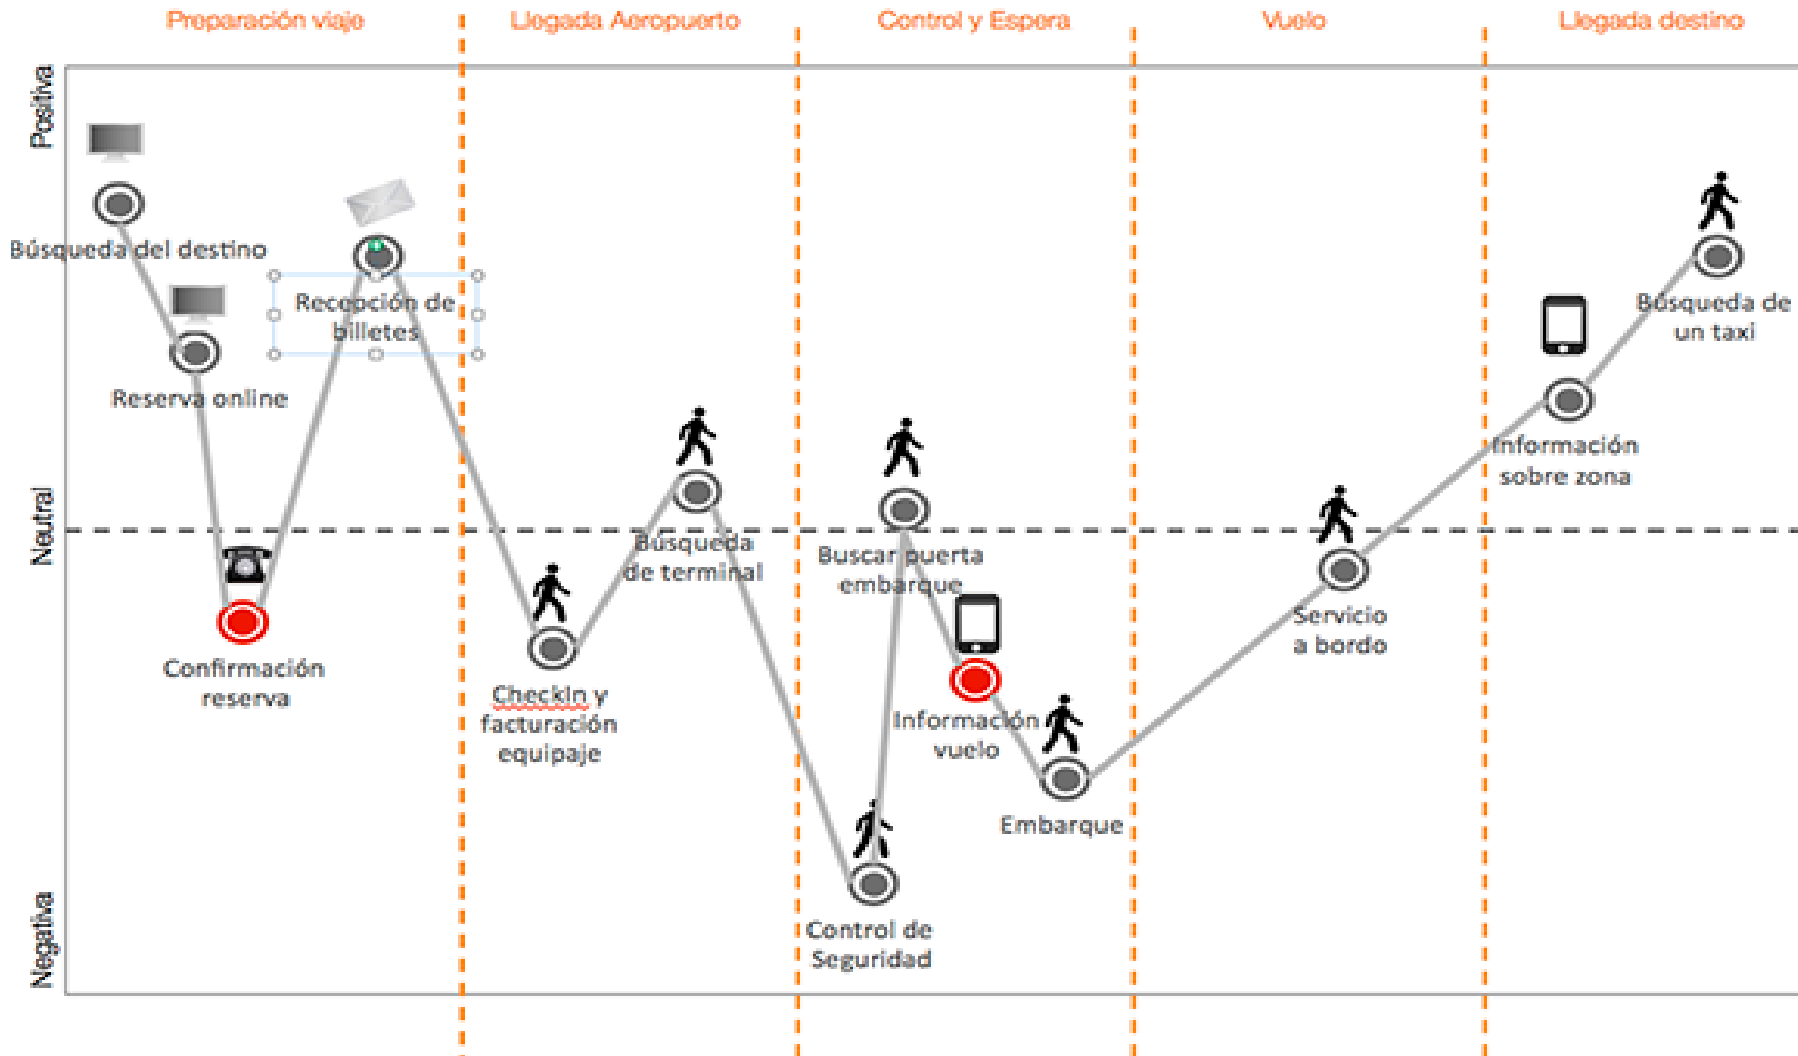 Preparación viaje
Llegada Aeropuerto
Control y Espera
Vuelo
Llegada destino
Positiva
Neutral
Negativa
Búsqueda del destino
Reserva online
Confirmación
reserva
Recepción de
billetes
CheckIn y
facturación
equipaje
Búsqueda
de terminal
Control de
Seguridad
Buscar puerta
embarque
Información
vuelo
Embarque
Servicio
a bordo
Información
sobre zona
Búsqueda de
un taxi